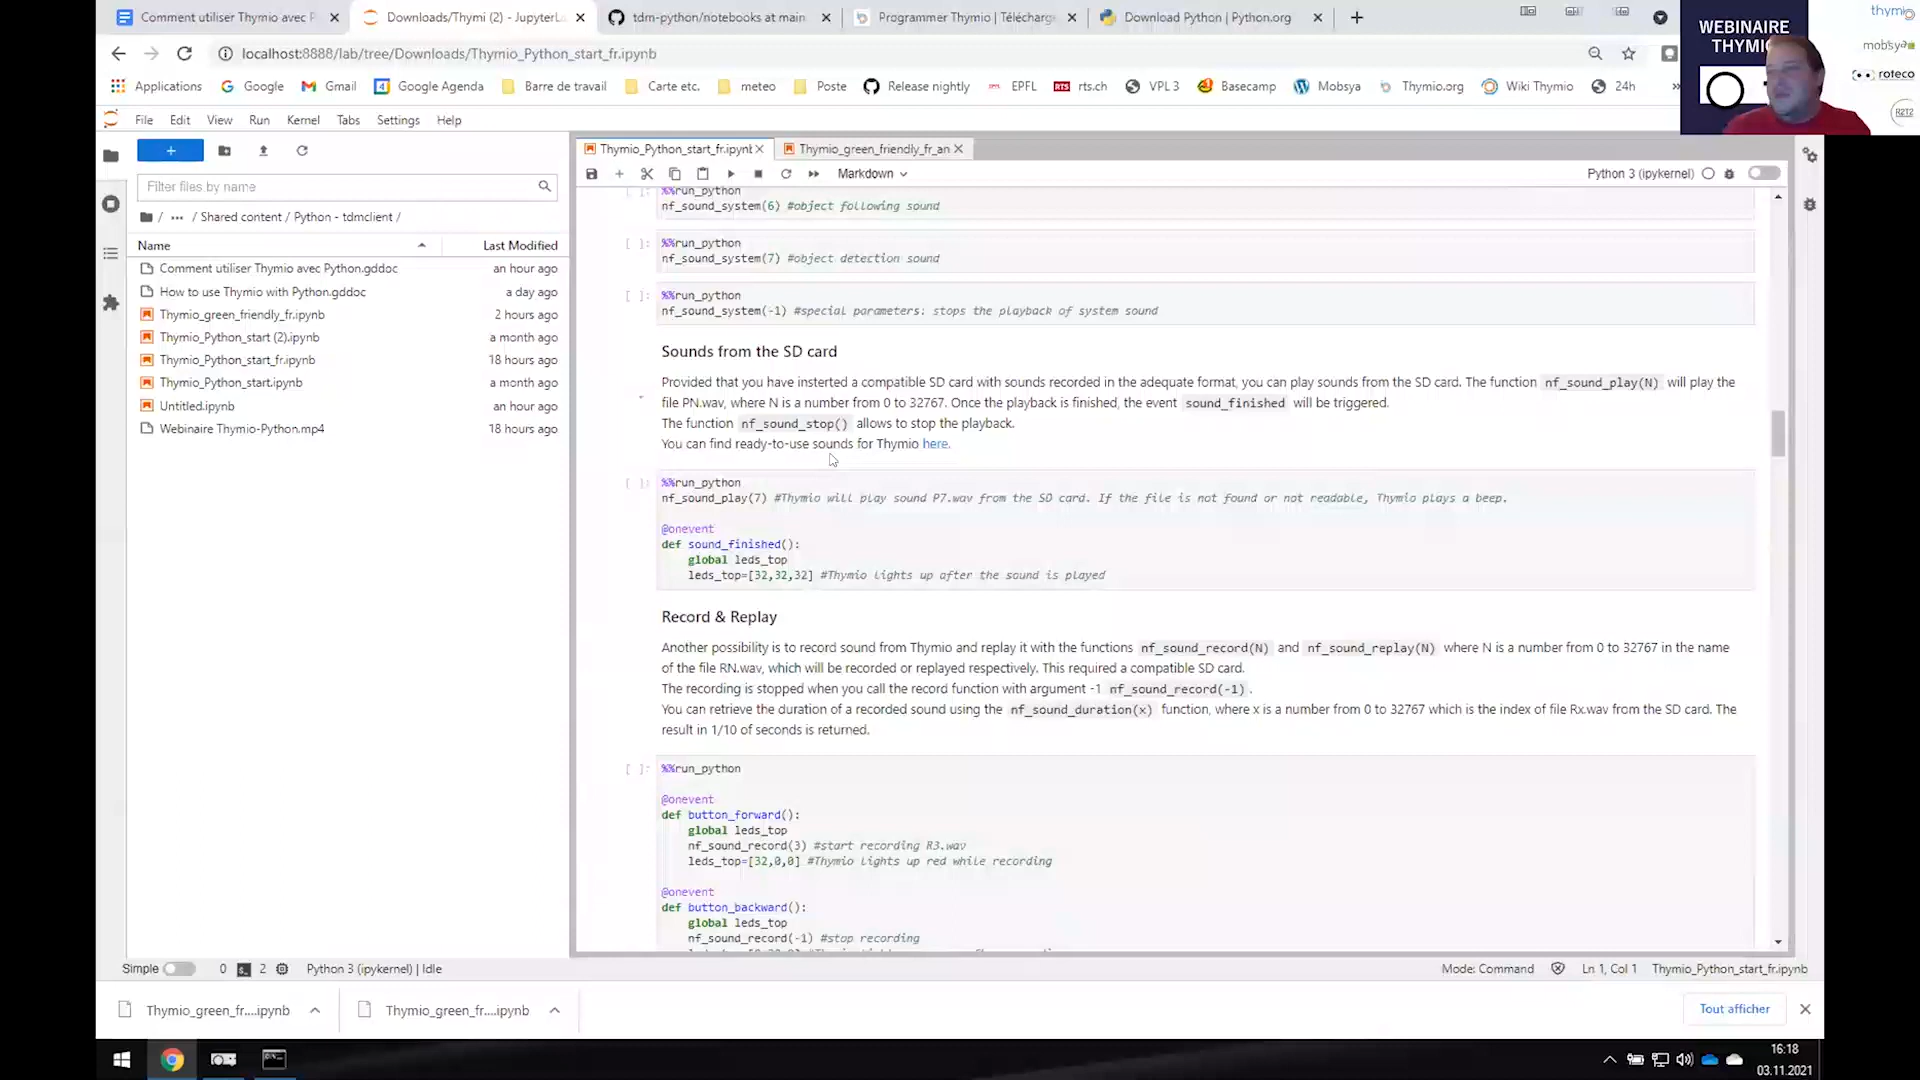 Comment utiliser Thymio avec P
Downloads/Thymi (2) - JupyterLa
tdm-python/notebooks at main
Programmer Thymio | Télécharge
Download Python | Python.org
localhost:8888/lab/tree/Downloads/Thymio_Python_start_fr.ipynb
Applications
Google
Gmail
Google Agenda
Barre de travail
Carte etc.
meteo
Poste
Release nightly
EPFL
rts.ch
VPL 3
Basecamp
Mobsya
Thymio.org
Wiki Thymio
24h
»
WEBINAIRE
THYMIO
thymio
mobsya
roteco
R2T2
File Edit View Run Kernel Tabs Settings Help
Filter files by name
/ ··· / Shared content / Python - tdmclient /
Name Last Modified
Comment utiliser Thymio avec Python.gddoc an hour ago
How to use Thymio with Python.gddoc a day ago
Thymio_green_friendly_fr.ipynb 2 hours ago
Thymio_Python_start (2).ipynb a month ago
Thymio_Python_start_fr.ipynb 18 hours ago
Thymio_Python_start.ipynb a month ago
Untitled.ipynb an hour ago
Webinaire Thymio-Python.mp4 18 hours ago
Thymio_Python_start_fr.ipynb
Thymio_green_friendly_fr_an
Markdown
Python 3 (ipykernel)
[ ]: %%run_python
nf_sound_system(6) #object following sound
[ ]: %%run_python
nf_sound_system(7) #object detection sound
[ ]: %%run_python
nf_sound_system(-1) #special parameters: stops the playback of system sound
Sounds from the SD card
Provided that you have insterted a compatible SD card with sounds recorded in the adequate format, you can play sounds from the SD card. The function nf_sound_play(N) will play the
file PN.wav, where N is a number from 0 to 32767. Once the playback is finished, the event sound_finished will be triggered.
The function nf_sound_stop() allows to stop the playback.
You can find ready-to-use sounds for Thymio here.
[ ]: %%run_python
nf_sound_play(7) #Thymio will play sound P7.wav from the SD card. If the file is not found or not readable, Thymio plays a beep.
@onevent
def sound_finished():
global leds_top
leds_top=[32,32,32] #Thymio lights up after the sound is played
Record & Replay
Another possibility is to record sound from Thymio and replay it with the functions nf_sound_record(N) and nf_sound_replay(N) where N is a number from 0 to 32767 in the name
of the file RN.wav, which will be recorded or replayed respectively. This required a compatible SD card.
The recording is stopped when you call the record function with argument -1 nf_sound_record(-1).
You can retrieve the duration of a recorded sound using the nf_sound_duration(x) function, where x is a number from 0 to 32767 which is the index of file Rx.wav from the SD card. The
result in 1/10 of seconds is returned.
[ ]: %%run_python
@onevent
def button_forward():
global leds_top
nf_sound_record(3) #start recording R3.wav
leds_top=[32,0,0] #Thymio lights up red while recording
@onevent
def button_backward():
global leds_top
nf_sound_record(-1) #stop recording
Simple 0 2 Python 3 (ipykernel) | Idle
Mode: Command Ln 1, Col 1 Thymio_Python_start_fr.ipynb
Thymio_green_fr....ipynb
Thymio_green_fr....ipynb
Tout afficher
16:18
03.11.2021